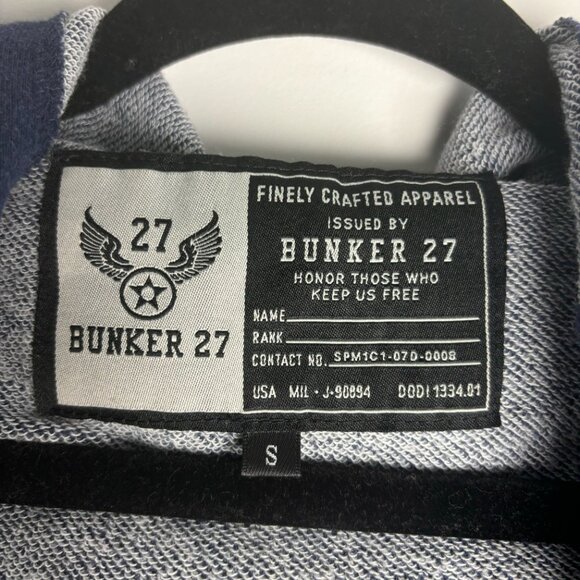 27
BUNKER 27
FINELY CRAFTED APPAREL
ISSUED BY
BUNKER 27
HONOR THOSE WHO
KEEP US FREE
NAME
RANK
CONTACT NO. SPM1C1-07D-0008
USA MIL - J-90894 DODI 1334.01
S